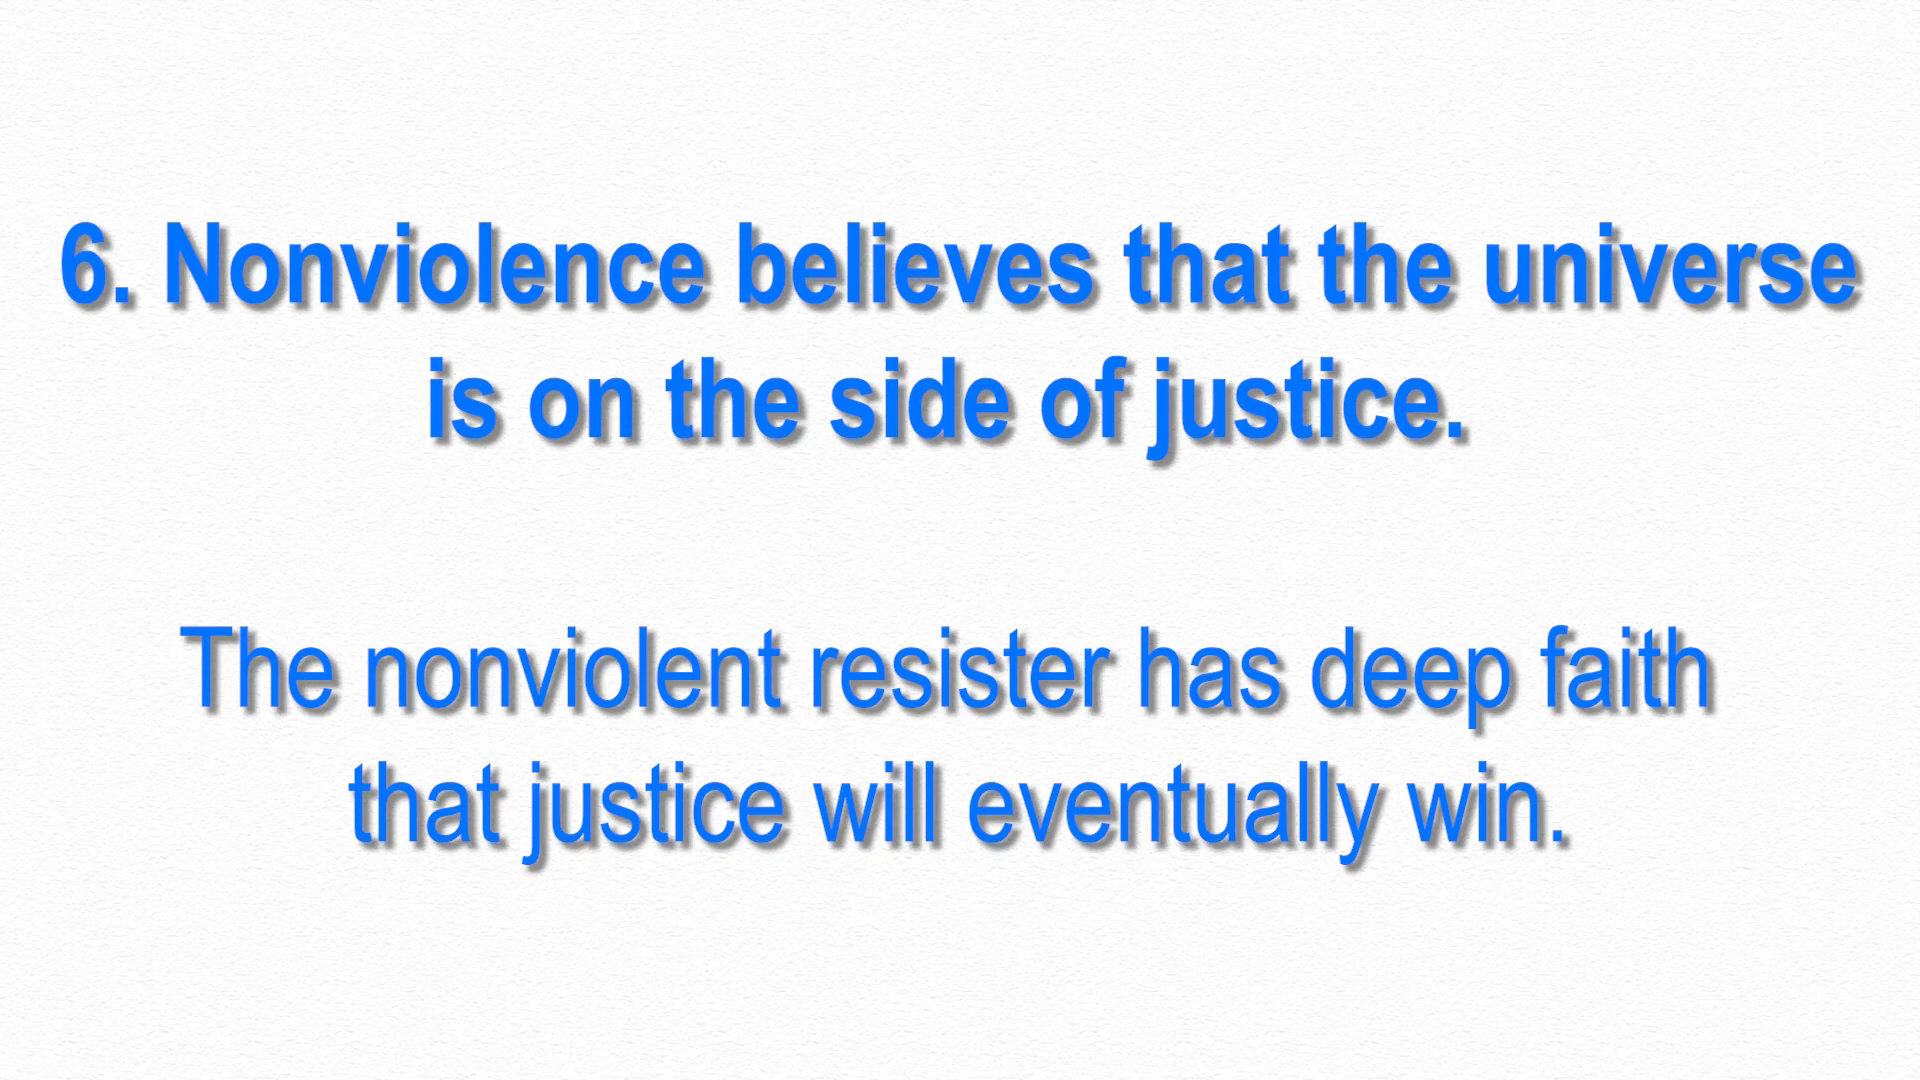 6. Nonviolence believes that the universe
is on the side of justice.
The nonviolent resister has deep faith
that justice will eventually win.